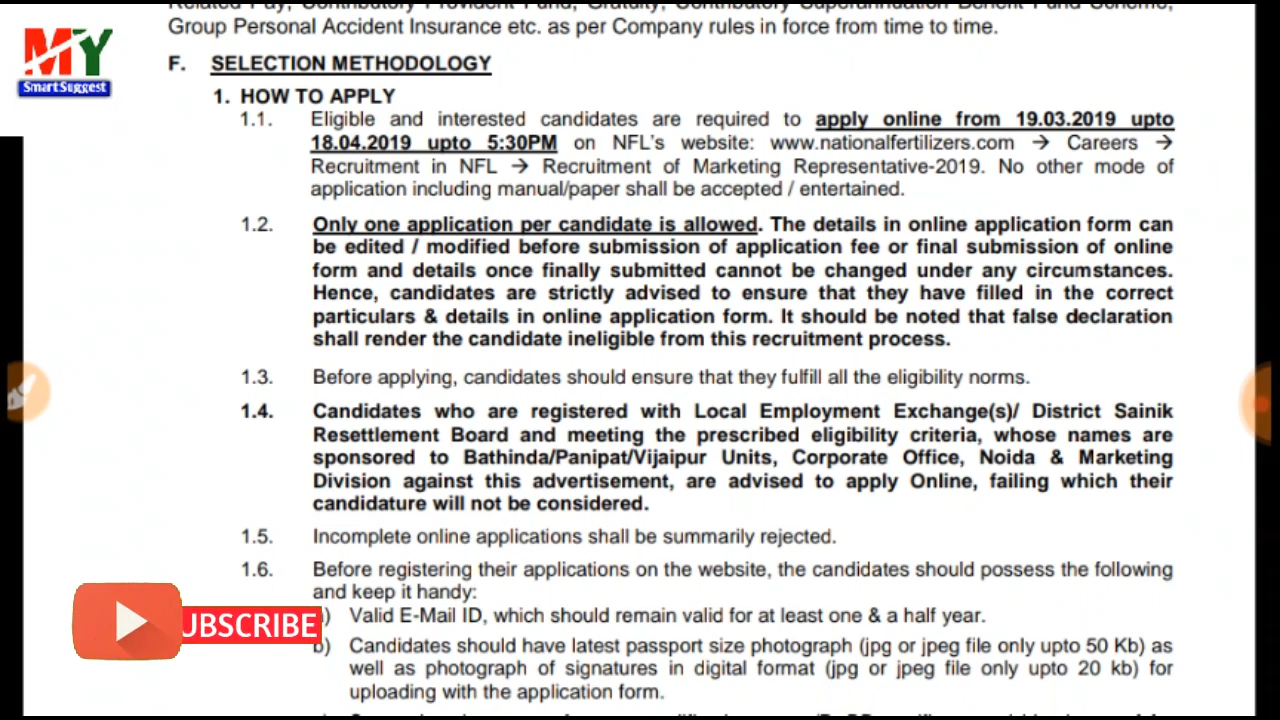 Related Pay, Contributory Provident Fund, Gratuity, Contributory Superannuation Benefit Fund Scheme,
Group Personal Accident Insurance etc. as per Company rules in force from time to time.
MY
SmartSuggest
F. SELECTION METHODOLOGY
1. HOW TO APPLY
1.1. Eligible and interested candidates are required to apply online from 19.03.2019 upto
18.04.2019 upto 5:30PM on NFL's website: www.nationalfertilizers.com → Careers →
Recruitment in NFL → Recruitment of Marketing Representative-2019. No other mode of
application including manual/paper shall be accepted / entertained.
1.2. Only one application per candidate is allowed. The details in online application form can
be edited / modified before submission of application fee or final submission of online
form and details once finally submitted cannot be changed under any circumstances.
Hence, candidates are strictly advised to ensure that they have filled in the correct
particulars & details in online application form. It should be noted that false declaration
shall render the candidate ineligible from this recruitment process.
1.3. Before applying, candidates should ensure that they fulfill all the eligibility norms.
1.4. Candidates who are registered with Local Employment Exchange(s)/ District Sainik
Resettlement Board and meeting the prescribed eligibility criteria, whose names are
sponsored to Bathinda/Panipat/Vijaipur Units, Corporate Office, Noida & Marketing
Division against this advertisement, are advised to apply Online, failing which their
candidature will not be considered.
1.5. Incomplete online applications shall be summarily rejected.
1.6. Before registering their applications on the website, the candidates should possess the following
and keep it handy:
) Valid E-Mail ID, which should remain valid for at least one & a half year.
UBSCRIBE
b) Candidates should have latest passport size photograph (jpg or jpeg file only upto 50 Kb) as
well as photograph of signatures in digital format (jpg or jpeg file only upto 20 kb) for
uploading with the application form.